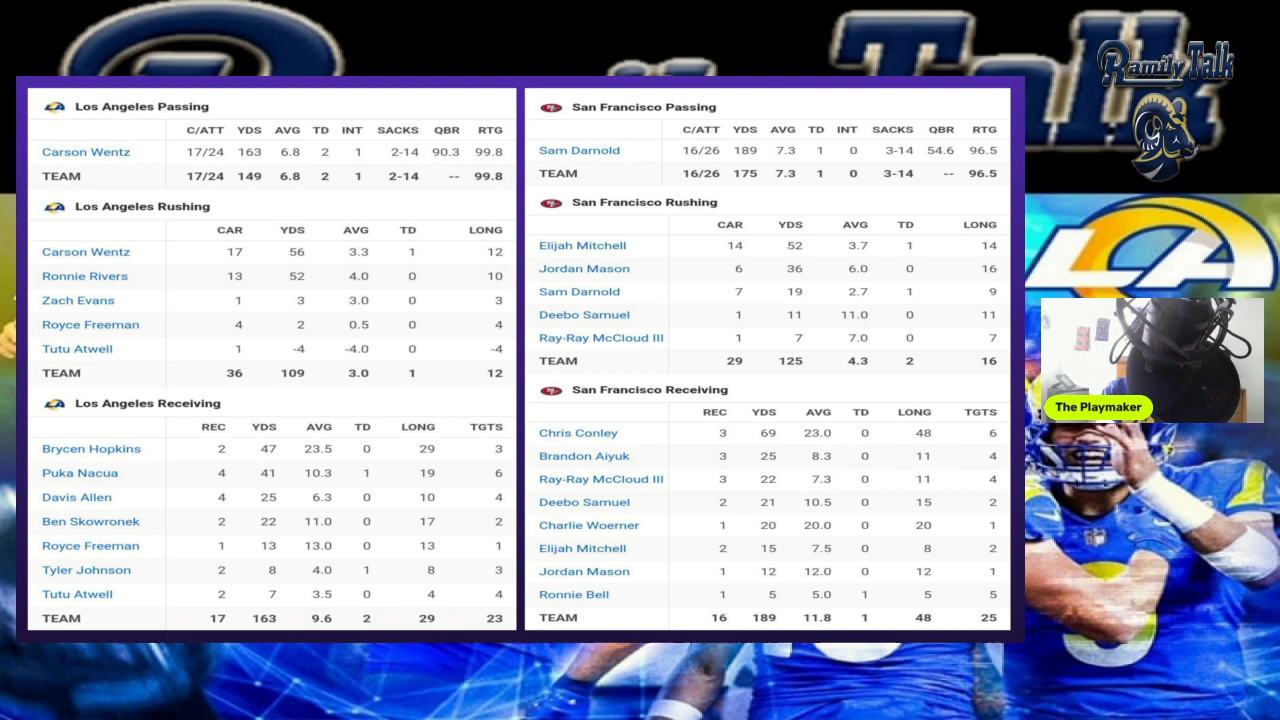 Ramily Talk
Los Angeles Passing
C/ATT YDS AVG TD INT SACKS QBR RTG
Carson Wentz 17/24 163 6.8 2 1 2-14 90.3 99.8
TEAM 17/24 149 6.8 2 1 2-14 -- 99.8
Los Angeles Rushing
CAR YDS AVG TD LONG
Carson Wentz 17 56 3.3 1 12
Ronnie Rivers 13 52 4.0 0 10
Zach Evans 1 3 3.0 0 3
Royce Freeman 4 2 0.5 0 4
Tutu Atwell 1 -4 -4.0 0 -4
TEAM 36 109 3.0 1 12
Los Angeles Receiving
REC YDS AVG TD LONG TGTS
Brycen Hopkins 2 47 23.5 0 29 3
Puka Nacua 4 41 10.3 1 19 6
Davis Allen 4 25 6.3 0 10 4
Ben Skowronek 2 22 11.0 0 17 2
Royce Freeman 1 13 13.0 0 13 1
Tyler Johnson 2 8 4.0 1 8 3
Tutu Atwell 2 7 3.5 0 4 4
TEAM 17 163 9.6 2 29 23
San Francisco Passing
C/ATT YDS AVG TD INT SACKS QBR RTG
Sam Darnold 16/26 189 7.3 1 0 3-14 54.6 96.5
TEAM 16/26 175 7.3 1 0 3-14 -- 96.5
San Francisco Rushing
CAR YDS AVG TD LONG
Elijah Mitchell 14 52 3.7 1 14
Jordan Mason 6 36 6.0 0 16
Sam Darnold 7 19 2.7 1 9
Deebo Samuel 1 11 11.0 0 11
Ray-Ray McCloud III 1 7 7.0 0 7
TEAM 29 125 4.3 2 16
San Francisco Receiving
REC YDS AVG TD LONG TGTS
Chris Conley 3 69 23.0 0 48 6
Brandon Aiyuk 3 25 8.3 0 11 4
Ray-Ray McCloud III 3 22 7.3 0 11 4
Deebo Samuel 2 21 10.5 0 15 2
Charlie Woerner 1 20 20.0 0 20 1
Elijah Mitchell 2 15 7.5 0 8 2
Jordan Mason 1 12 12.0 0 12 1
Ronnie Bell 1 5 5.0 1 5 5
TEAM 16 189 11.8 1 48 25
LA
The Playmaker